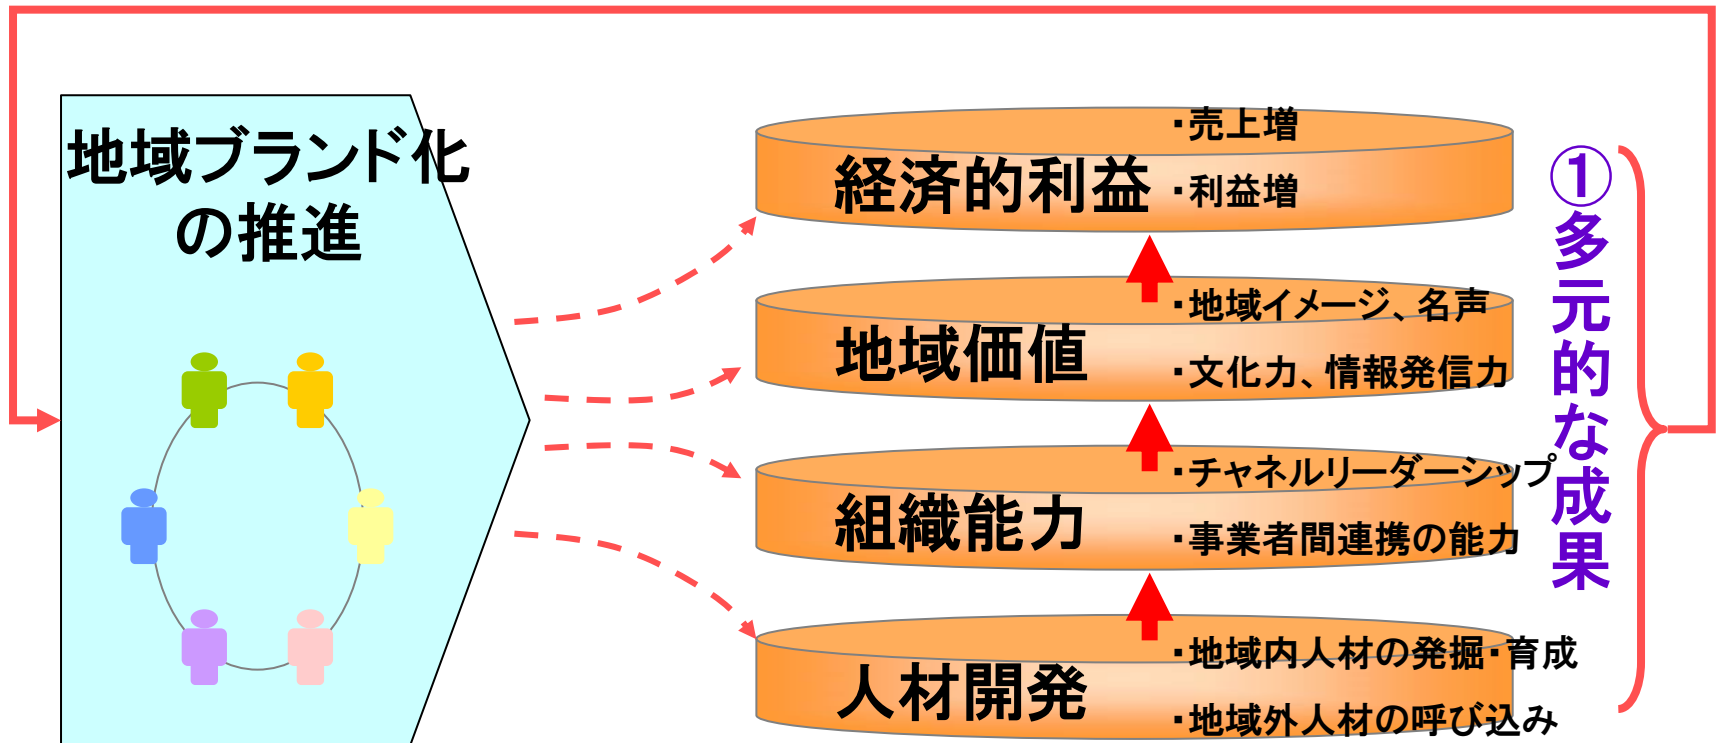 地域ブランド化
の推進
経済的利益
・売上増
・利益増
地域価値
・地域イメージ、名声
・文化力、情報発信力
組織能力
・チャネルリーダーシップ
・事業者間連携の能力
人材開発
・地域内人材の発掘・育成
・地域外人材の呼び込み
①多元的な成果